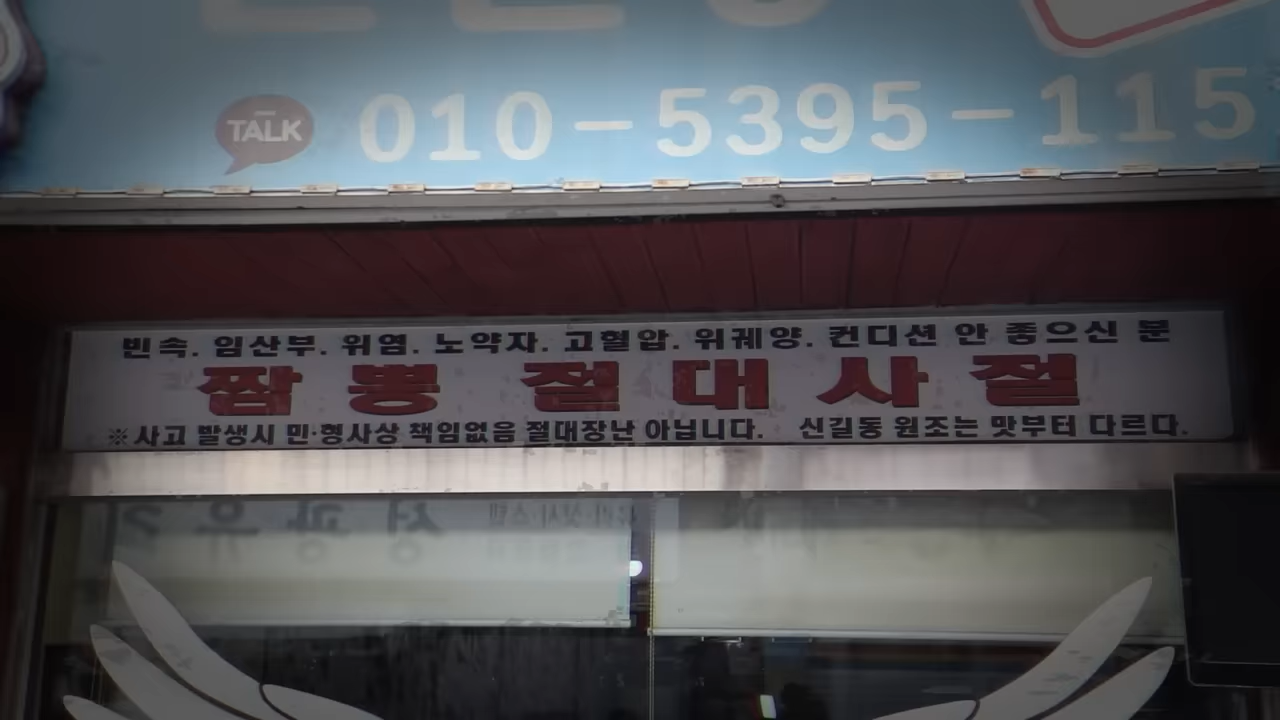 TALK 010-5395-115
빈속. 임산부. 위염. 노약자. 고혈압. 위궤양. 컨디션 안 좋으신 분
짬뽕절대사절
※사고 발생시 민·형사상 책임없음 절대장난 아닙니다. 신길동 원조는 맛부터 다르다.